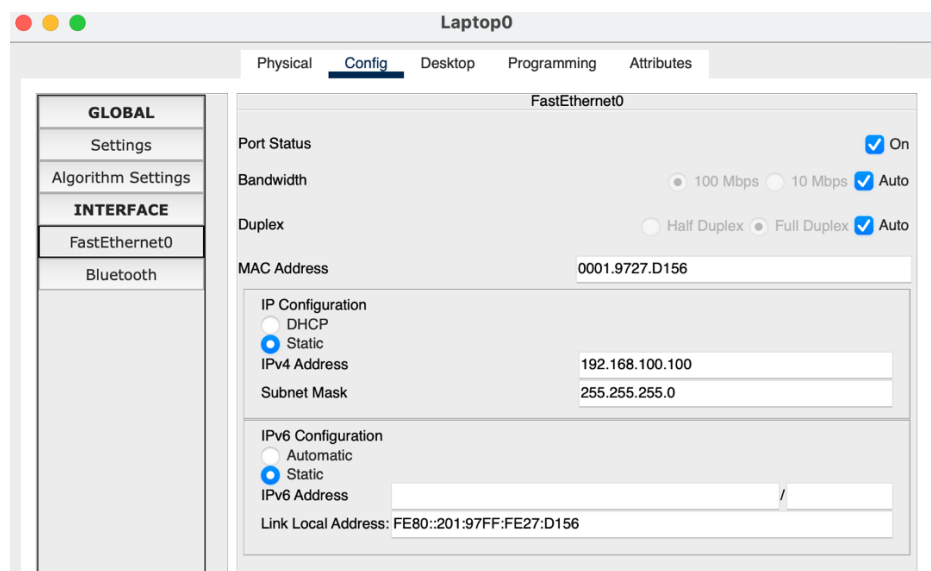 Laptop0
Physical Config Desktop Programming Attributes
GLOBAL
Settings
Algorithm Settings
INTERFACE
FastEthernet0
Bluetooth
FastEthernet0
Port Status On
Bandwidth 100 Mbps 10 Mbps Auto
Duplex Half Duplex Full Duplex Auto
MAC Address 0001.9727.D156
IP Configuration
DHCP
Static
IPv4 Address 192.168.100.100
Subnet Mask 255.255.255.0
IPv6 Configuration
Automatic
Static
IPv6 Address /
Link Local Address: FE80::201:97FF:FE27:D156